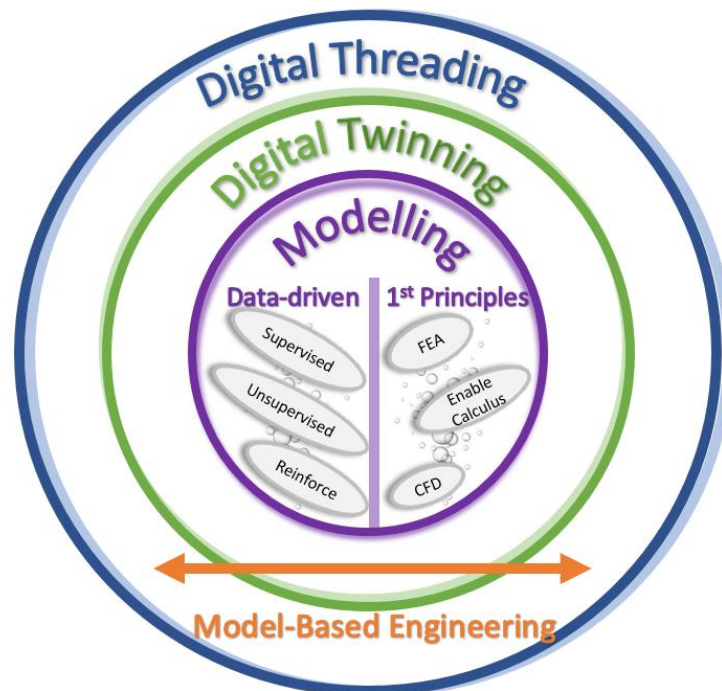 Digital Threading
Digital Twinning
Modelling
Data-driven
1st Principles
Supervised
Unsupervised
Reinforce
FEA
Enable
Calculus
CFD
Model-Based Engineering